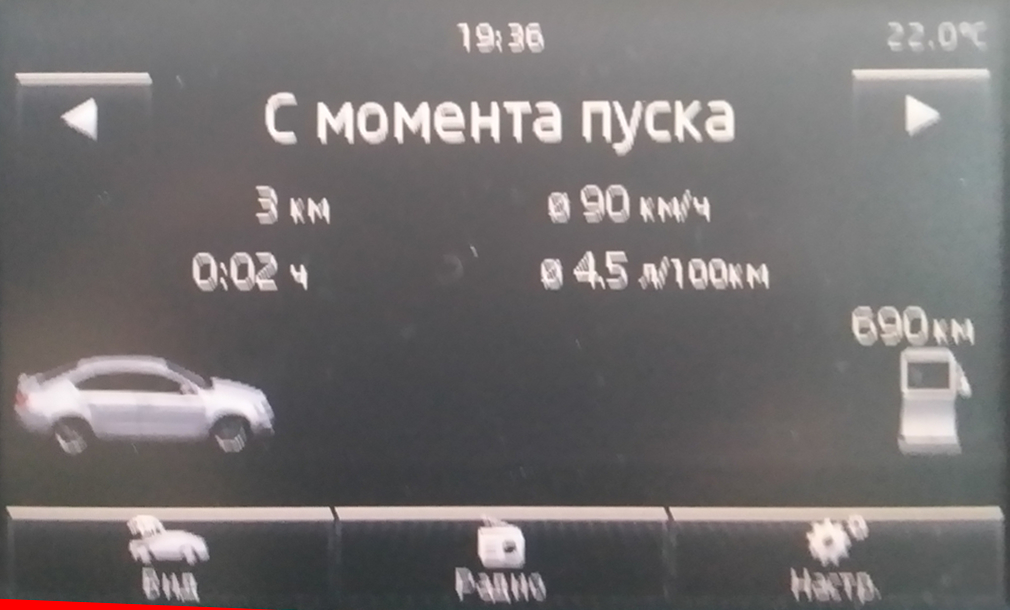 19:36 22.0°C
С момента пуска
3 км ø 90 км/ч
0:02 ч ø 4.5 л/100км
690 км
Вид Радио Настр.